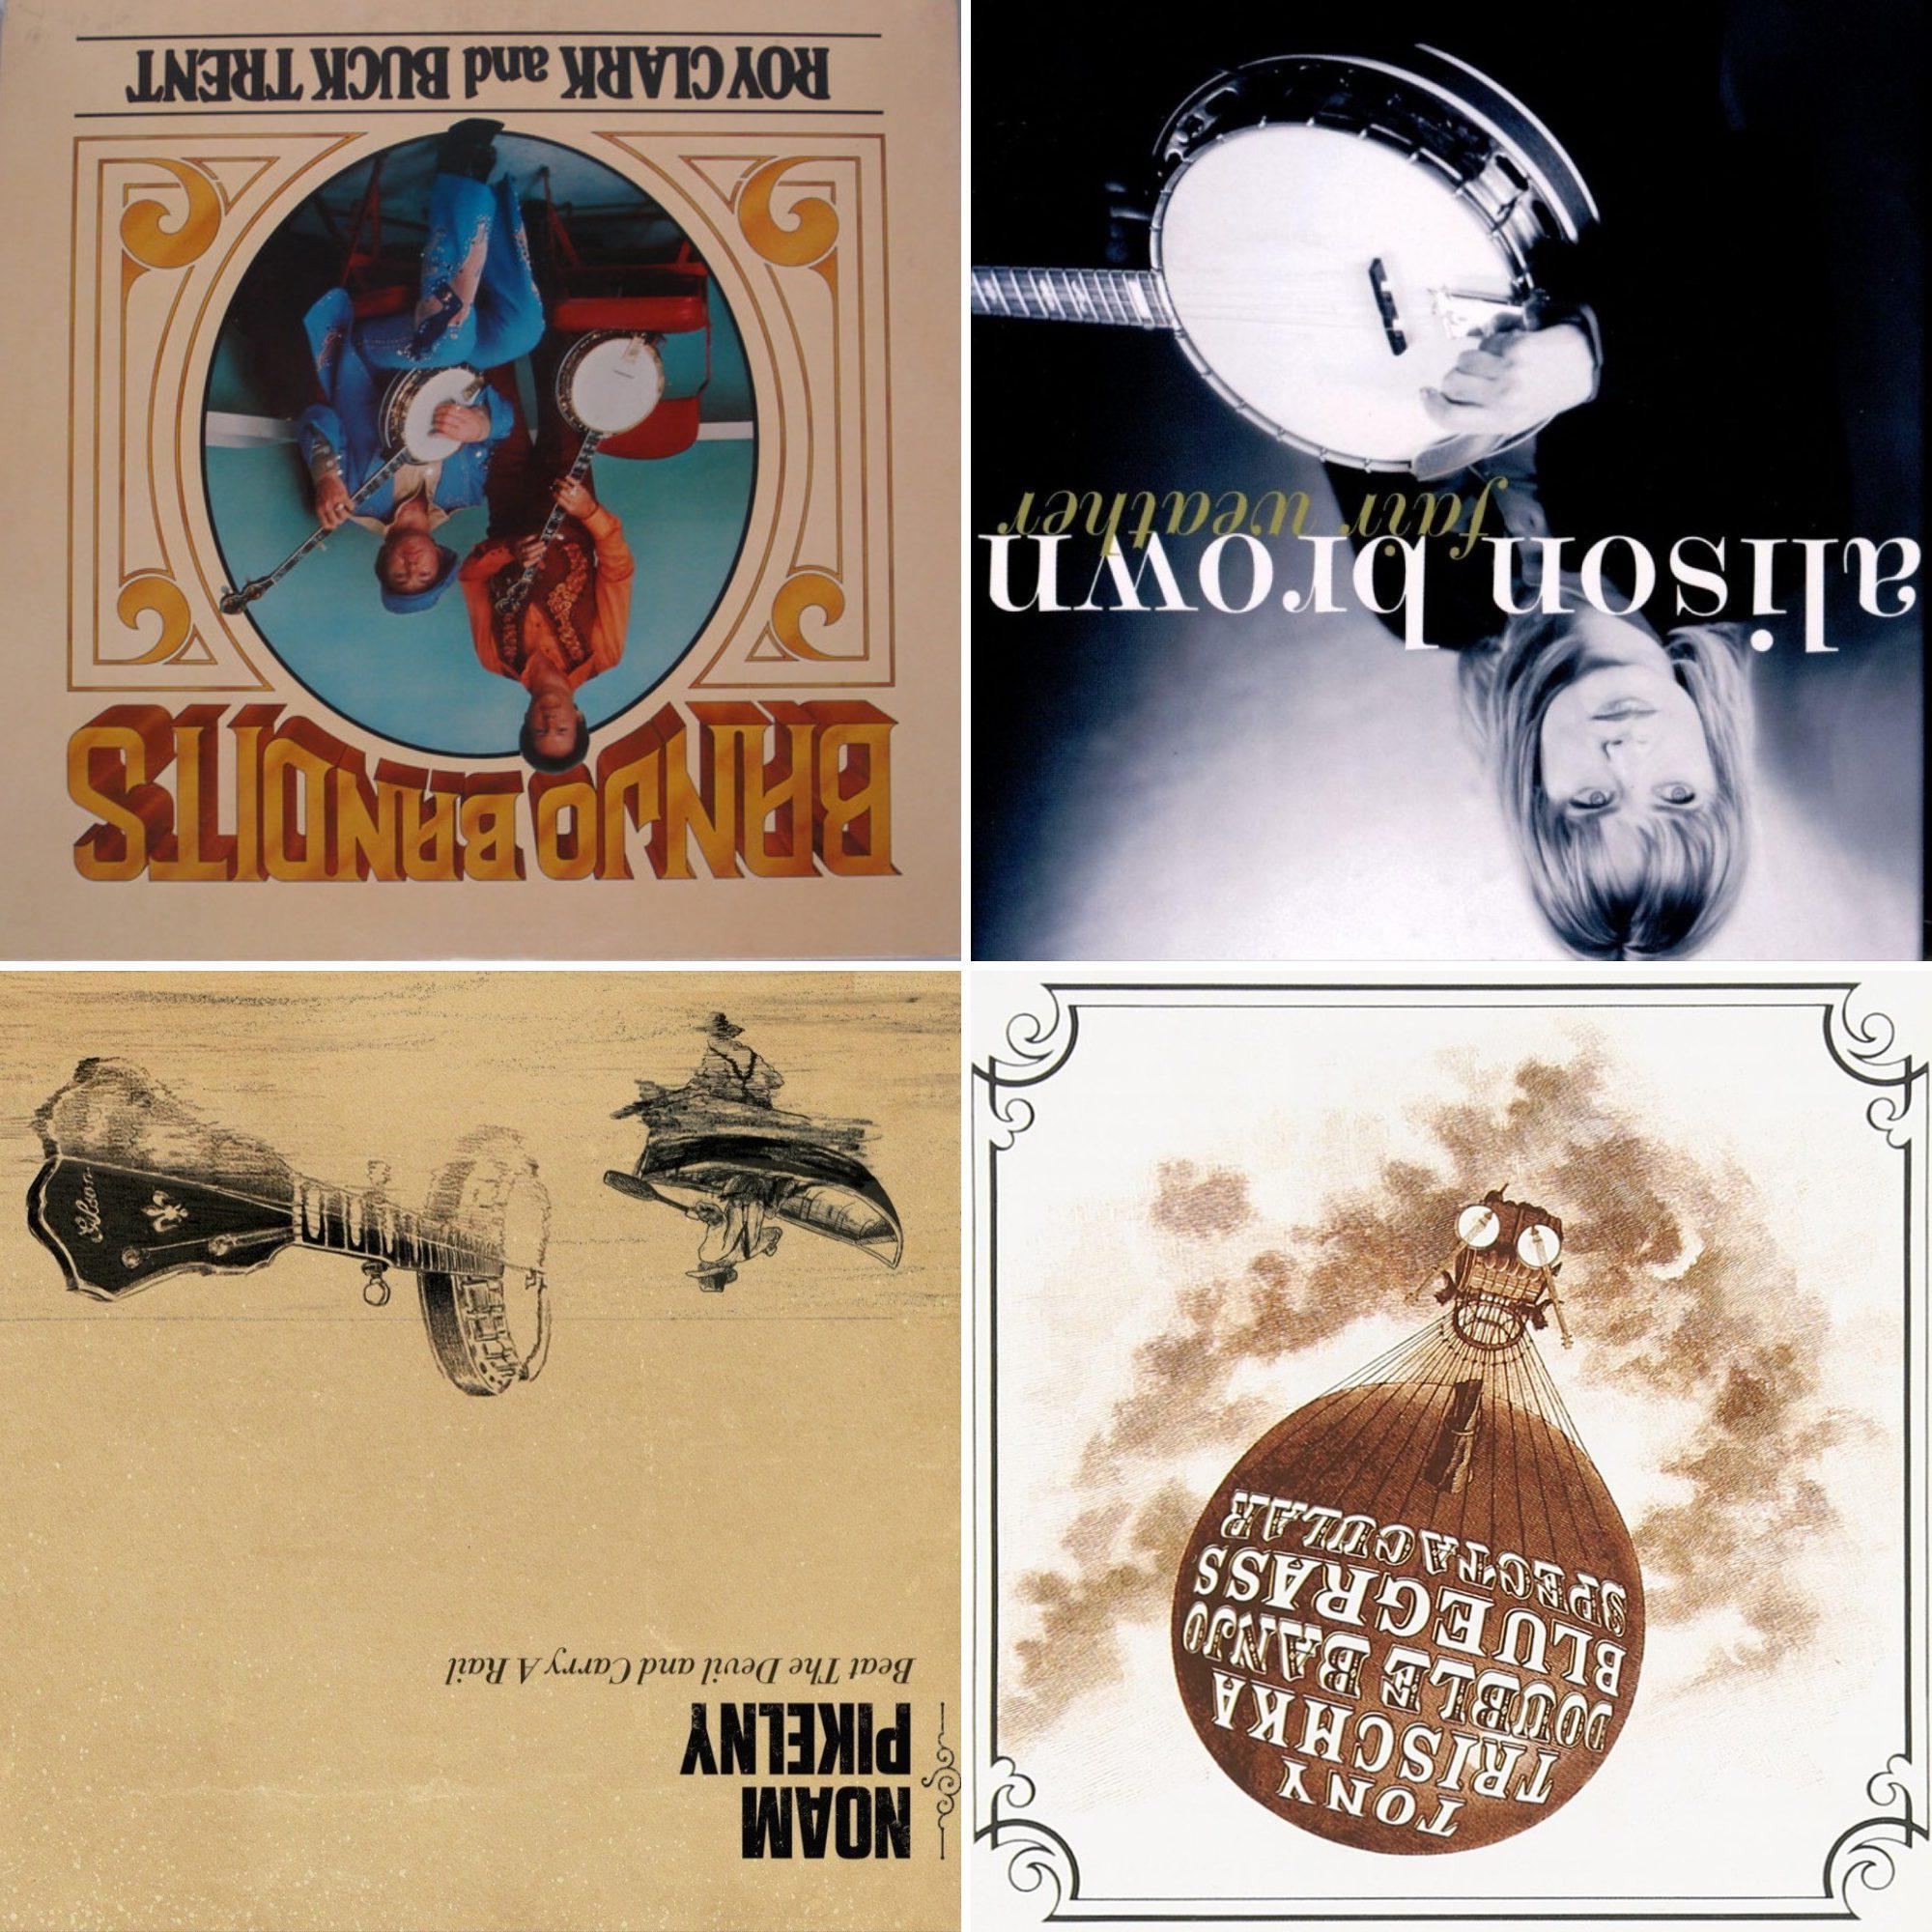 TONY
TRISCHKA
DOUBLE BANJO
BLUEGRASS
SPECTACULAR
NOAM
PIKELNY
Beat The Devil and Carry A Rail
Gibson
alison brown
fair weather
BANJO BANDITS
ROY CLARK and BUCK TRENT